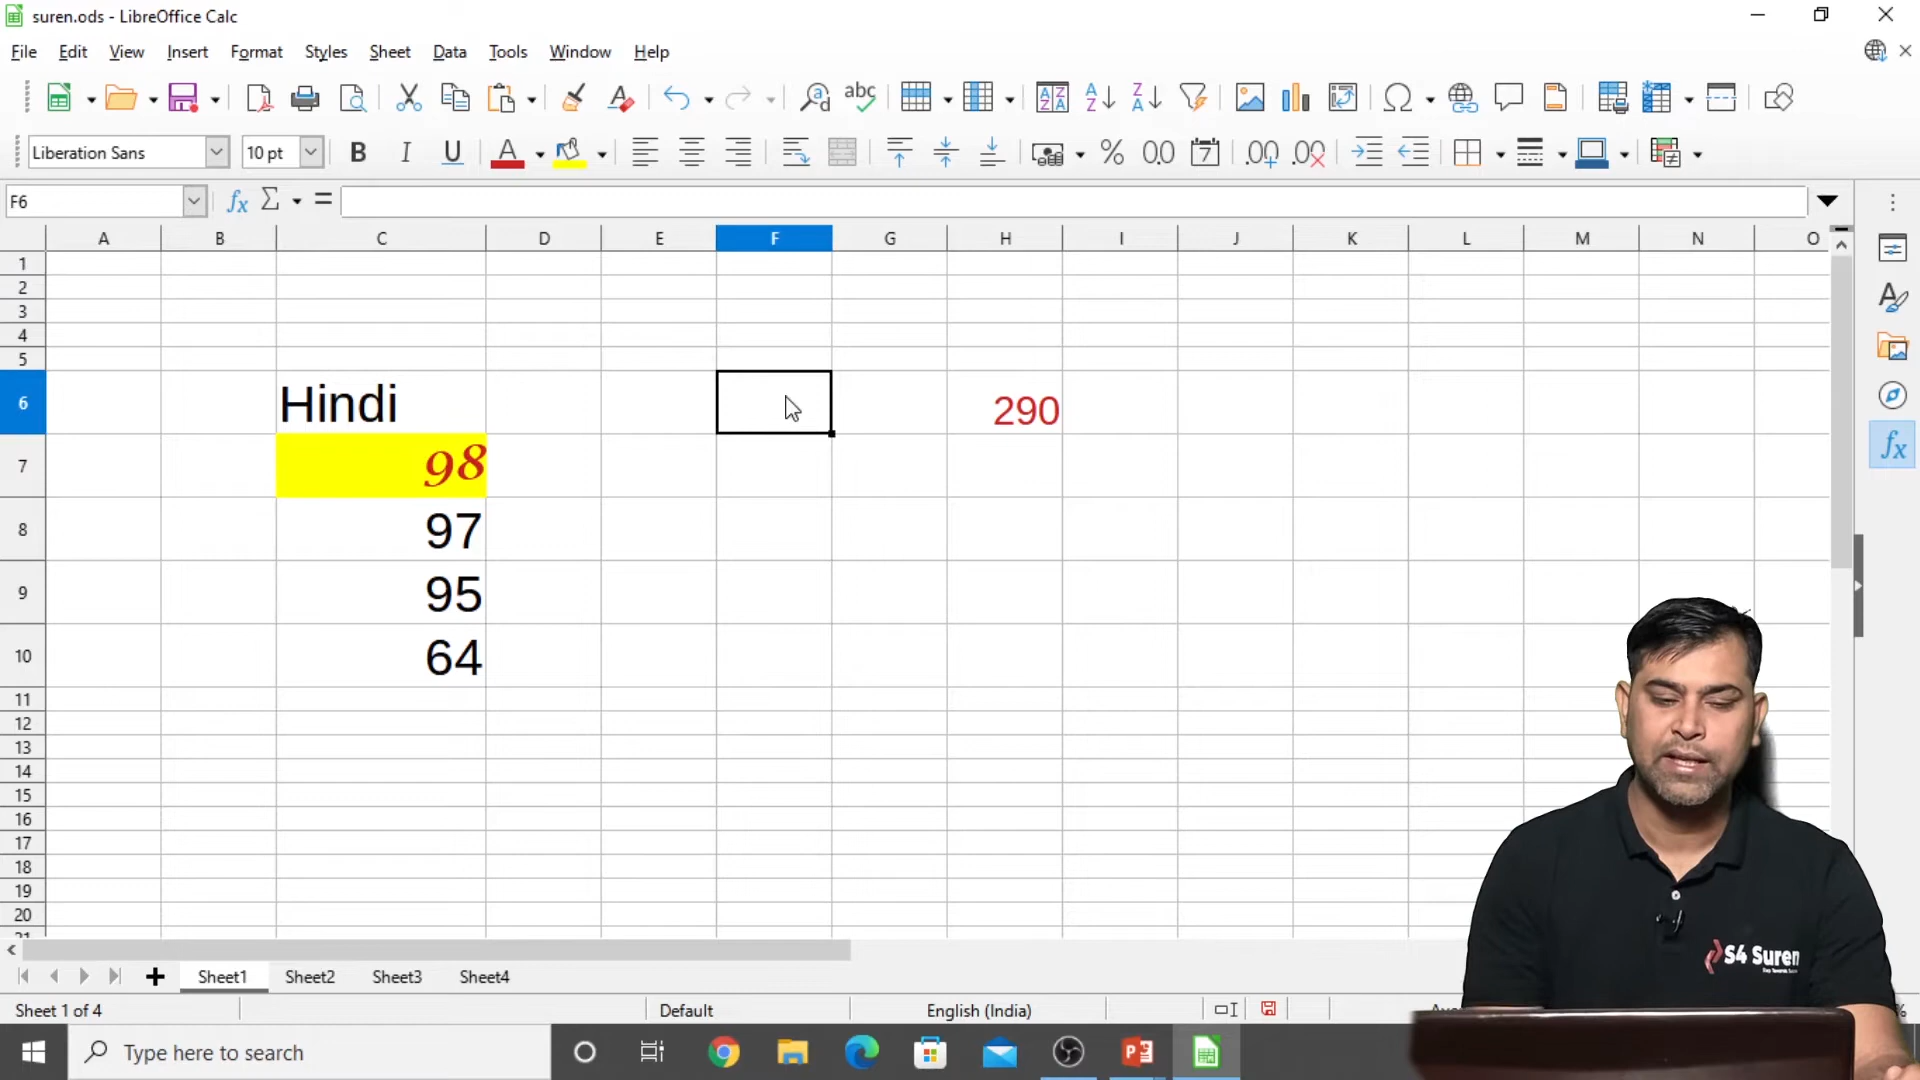 suren.ods - LibreOffice Calc
File Edit View Insert Format Styles Sheet Data Tools Window Help
Liberation Sans 10 pt
F6
A B C D E F G H I J K L M N O
1
2
3
4
5
6 Hindi 290
7 98
8 97
9 95
10 64
11
12
13
14
15
16
17
18
19
20
S4 Suren
Sheet1 Sheet2 Sheet3 Sheet4
Sheet 1 of 4 Default English (India)
Type here to search